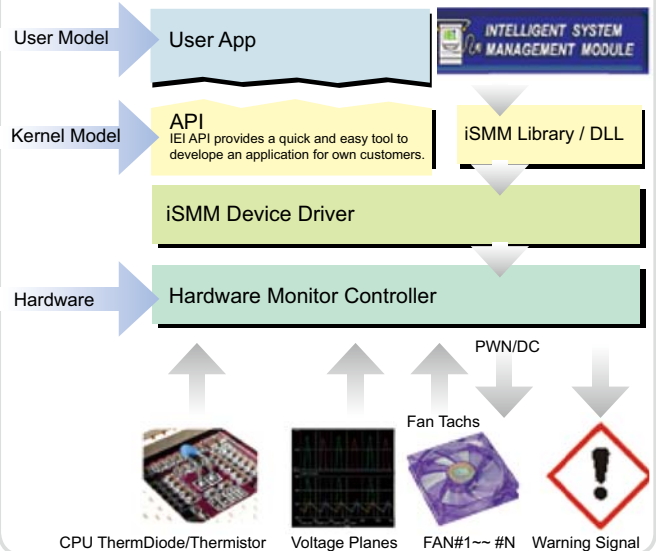 User Model
User App
IEI
INTELLIGENT SYSTEM
MANAGEMENT MODULE
Kernel Model
API
IEI API provides a quick and easy tool to
develope an application for own customers.
iSMM Library / DLL
iSMM Device Driver
Hardware
Hardware Monitor Controller
PWN/DC
Fan Tachs
CPU ThermDiode/Thermistor
Voltage Planes
FAN#1~~ #N
Warning Signal